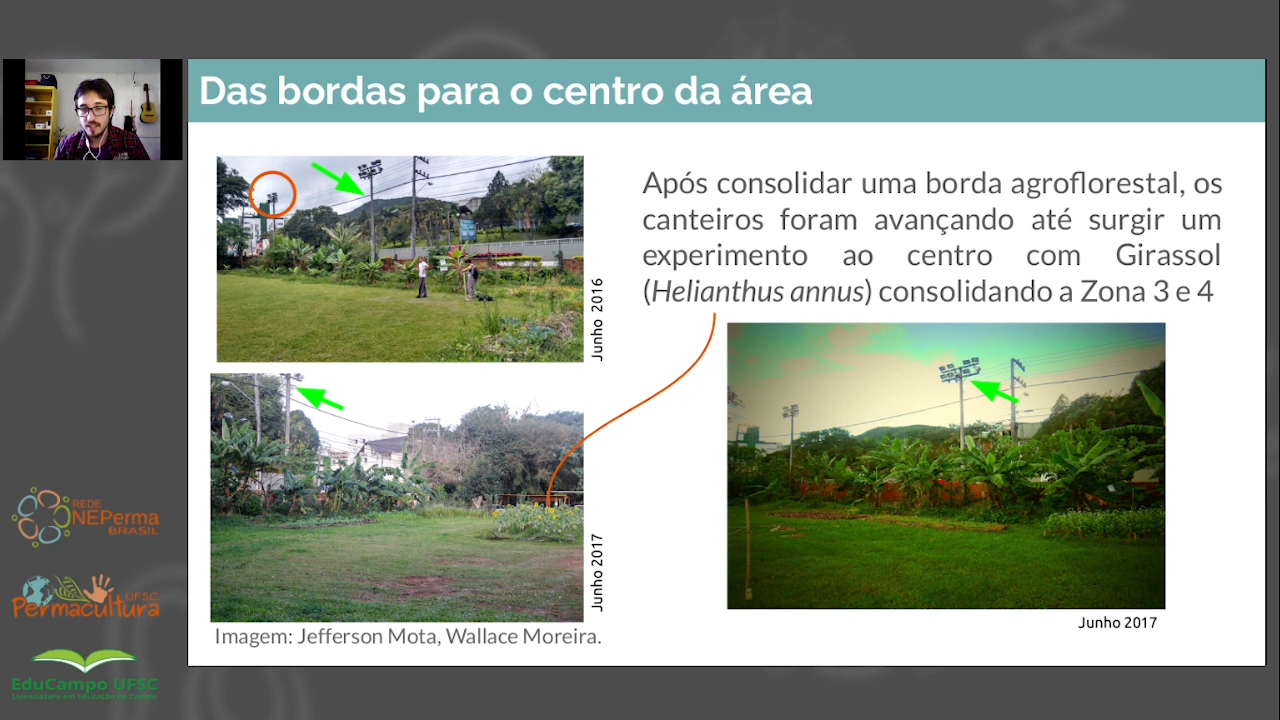 Das bordas para o centro da área
Após consolidar uma borda agroflorestal, os
canteiros foram avançando até surgir um
experimento ao centro com Girassol
(Helianthus annus) consolidando a Zona 3 e 4
Junho 2016
Junho 2017
Imagem: Jefferson Mota, Wallace Moreira.
Junho 2017
REDE
NEPerma
BRASIL
UFSC
Permacultura
EduCampo UFSC
Licenciatura em Educação do Campo